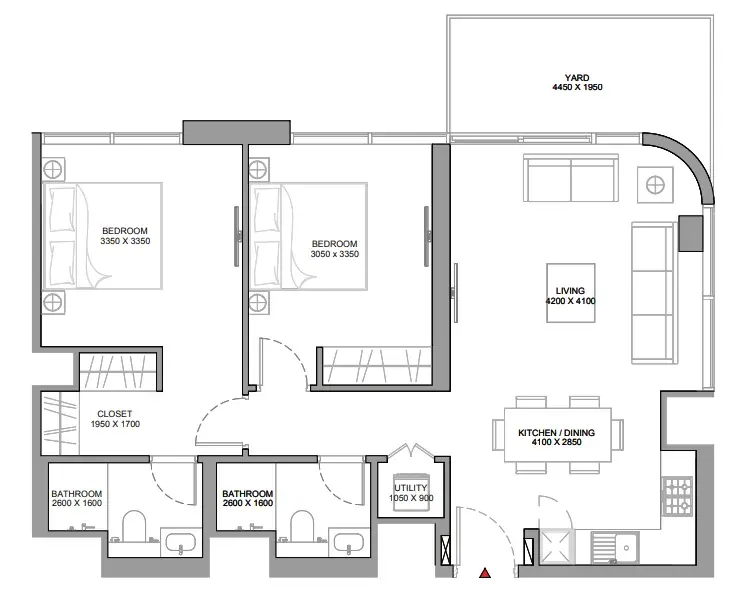 YARD
4450 X 1950
BEDROOM
3350 X 3350
BEDROOM
3050 x 3350
LIVING
4200 X 4100
CLOSET
1950 X 1700
KITCHEN / DINING
4100 X 2850
BATHROOM
2600 X 1600
BATHROOM
2600 X 1600
UTILITY
1050 X 900